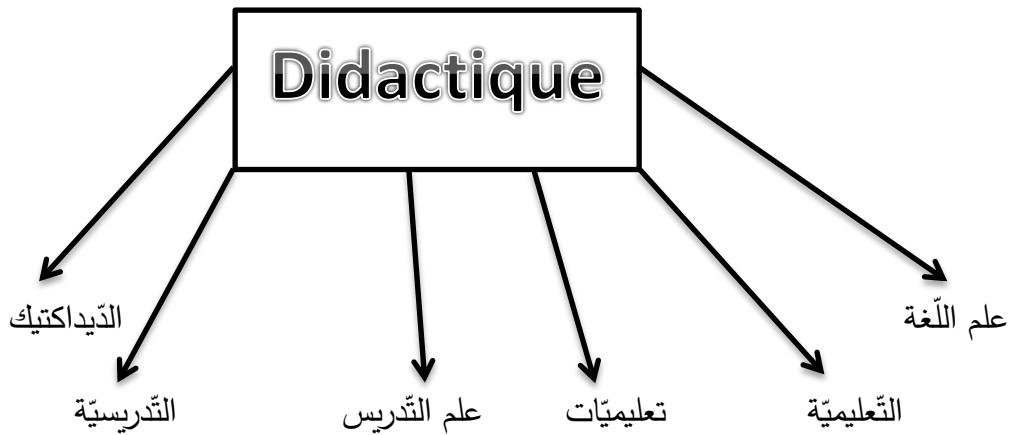 Didactique
علم اللّغة
الدّيداكتيك
التّعليميّة
تعليميّات
علم التّدريس
التّدريسيّة